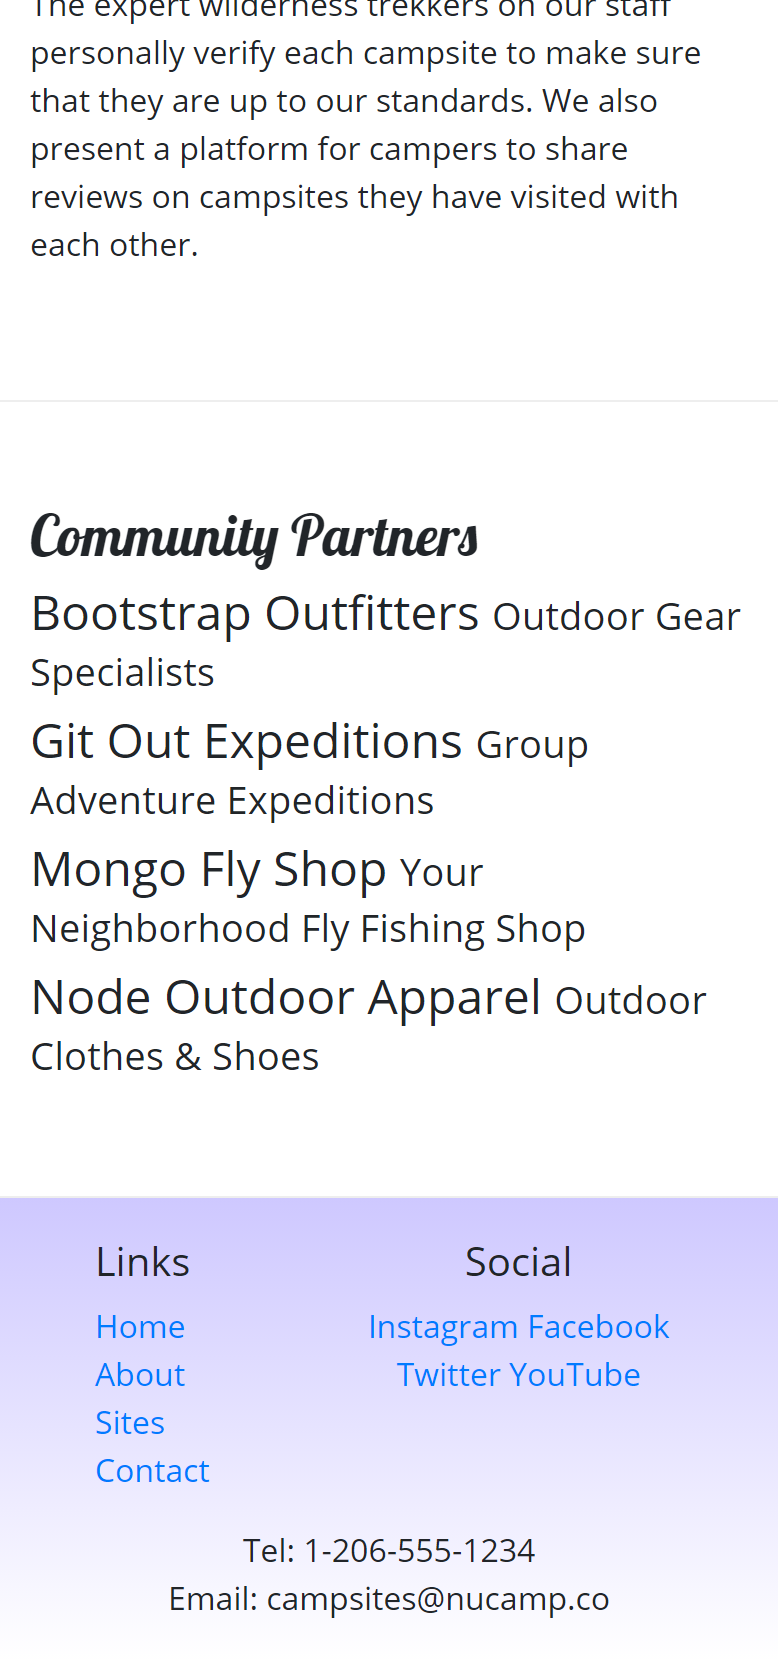 The expert wilderness trekkers on our staff
personally verify each campsite to make sure
that they are up to our standards. We also
present a platform for campers to share
reviews on campsites they have visited with
each other.
Community Partners
Bootstrap Outfitters Outdoor Gear
Specialists
Git Out Expeditions Group
Adventure Expeditions
Mongo Fly Shop Your
Neighborhood Fly Fishing Shop
Node Outdoor Apparel Outdoor
Clothes & Shoes
Links
Home
About
Sites
Contact
Social
Instagram Facebook
Twitter YouTube
Tel: 1-206-555-1234
Email: campsites@nucamp.co